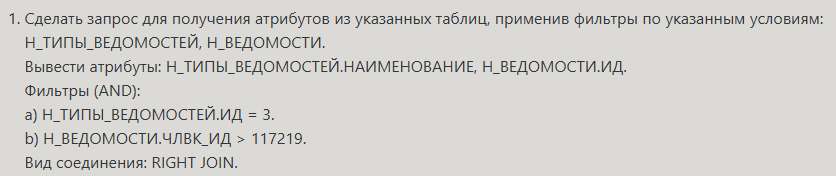 1. Сделать запрос для получения атрибутов из указанных таблиц, применив фильтры по указанным условиям:
Н_ТИПЫ_ВЕДОМОСТЕЙ, Н_ВЕДОМОСТИ.
Вывести атрибуты: Н_ТИПЫ_ВЕДОМОСТЕЙ.НАИМЕНОВАНИЕ, Н_ВЕДОМОСТИ.ИД.
Фильтры (AND):
a) Н_ТИПЫ_ВЕДОМОСТЕЙ.ИД = 3.
b) Н_ВЕДОМОСТИ.ЧЛВК_ИД > 117219.
Вид соединения: RIGHT JOIN.